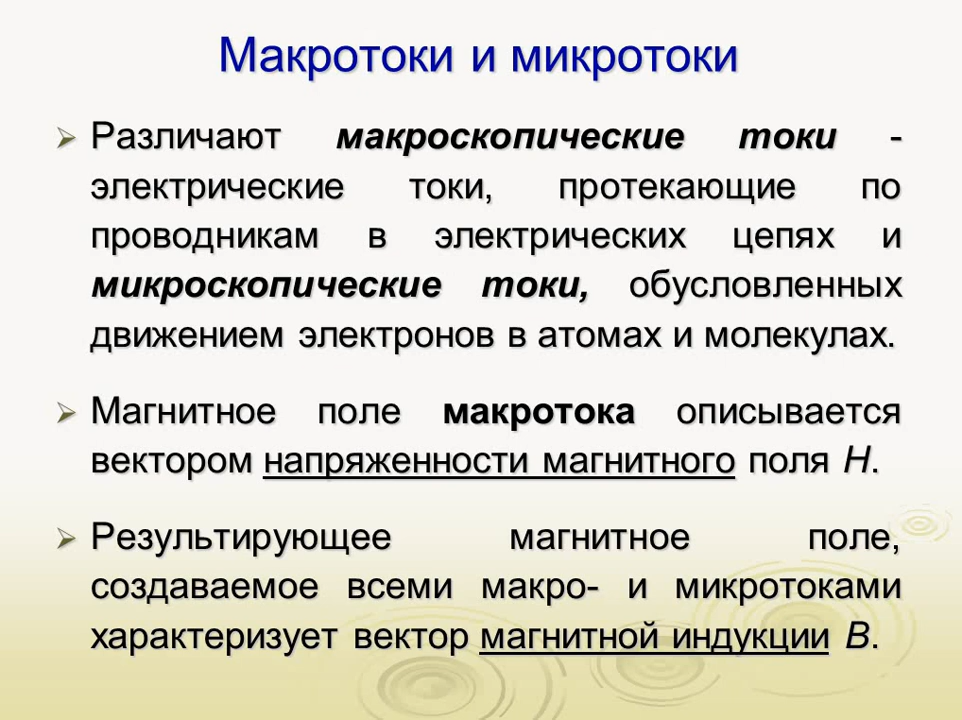 Макротоки и микротоки
Различают макроскопические токи -
электрические токи, протекающие по
проводникам в электрических цепях и
микроскопические токи, обусловленных
движением электронов в атомах и молекулах.
Магнитное поле макротока описывается
вектором напряженности магнитного поля H.
Результирующее магнитное поле,
создаваемое всеми макро- и микротоками
характеризует вектор магнитной индукции B.